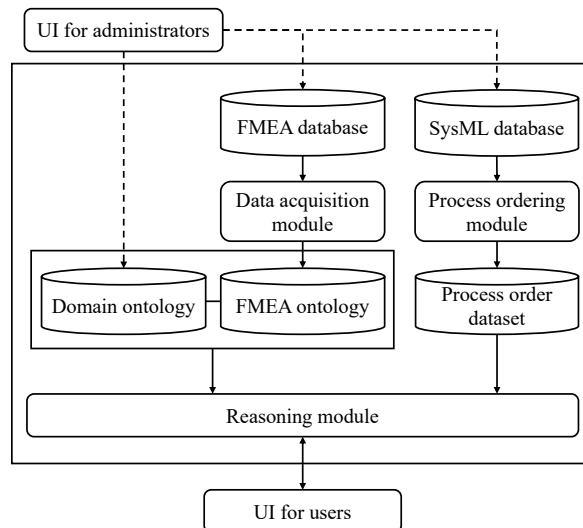 UI for administrators
FMEA database
SysML database
Data acquisition
module
Process ordering
module
Domain ontology
FMEA ontology
Process order
dataset
Reasoning module
UI for users